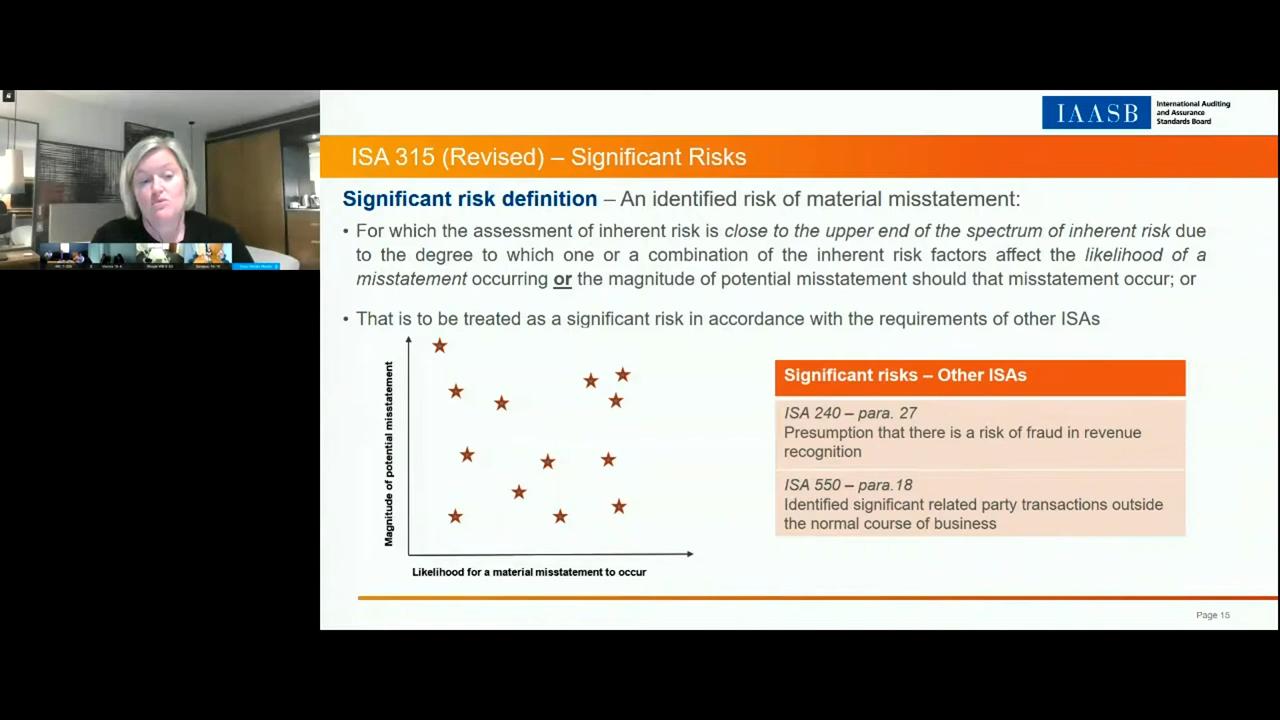 IAASB
International Auditing
and Assurance
Standards Board
ISA 315 (Revised) – Significant Risks
Significant risk definition – An identified risk of material misstatement:
• For which the assessment of inherent risk is close to the upper end of the spectrum of inherent risk due
to the degree to which one or a combination of the inherent risk factors affect the likelihood of a
misstatement occurring or the magnitude of potential misstatement should that misstatement occur; or
• That is to be treated as a significant risk in accordance with the requirements of other ISAs
Magnitude of potential misstatement
Likelihood for a material misstatement to occur
Significant risks – Other ISAs
ISA 240 – para. 27
Presumption that there is a risk of fraud in revenue
recognition
ISA 550 – para.18
Identified significant related party transactions outside
the normal course of business
Page 15